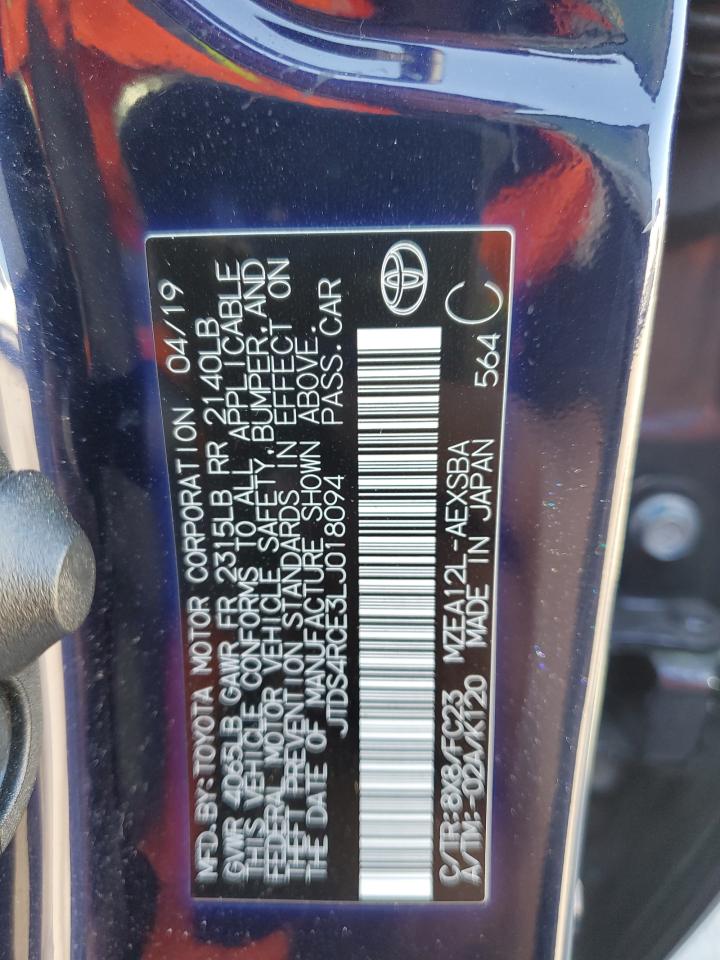 MFD.BY:TOYOTA MOTOR CORPORATION 04/19
GVWR 4065LB GAWR FR 2315LB RR 2140LB
THIS VEHICLE CONFORMS TO ALL APPLICABLE
FEDERAL MOTOR VEHICLE SAFETY,BUMPER,AND
THEFT PREVENTION STANDARDS IN EFFECT ON
THE DATE OF MANUFACTURE SHOWN ABOVE.
JTDS4RCE3LJ018094 PASS.CAR
C/TR:8X8/FC23 MZEA12L-AEXSBA
A/TM:-02A/K120 MADE IN JAPAN 564 C